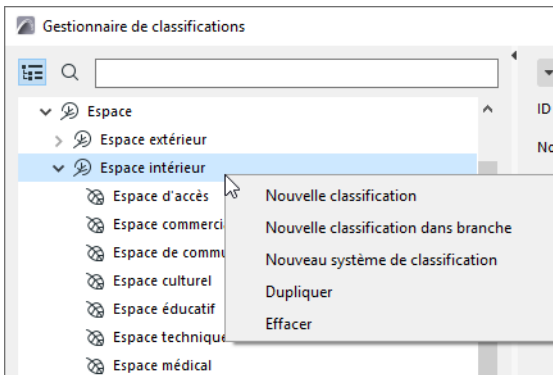 Gestionnaire de classifications
ID
Espace
Espace extérieur
Espace intérieur
Espace d'accès
Espace commerci
Espace de commu
Espace culturel
Espace éducatif
Espace technique
Espace médical
Nouvelle classification
Nouvelle classification dans branche
Nouveau système de classification
Dupliquer
Effacer
No